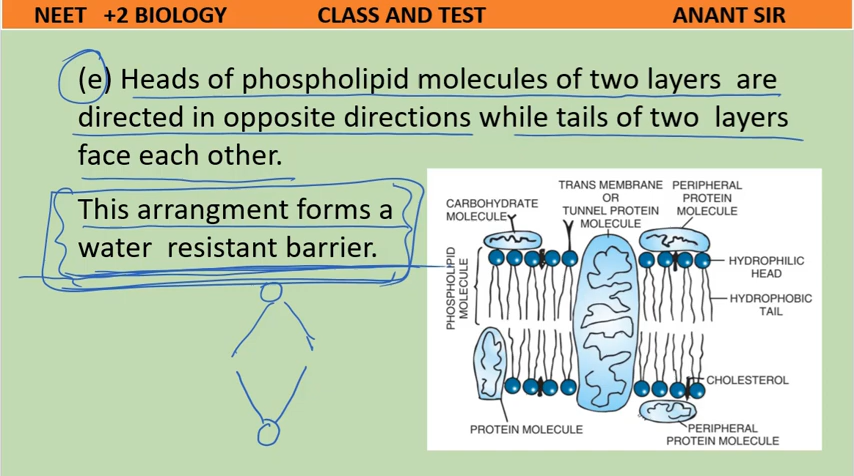 NEET +2 BIOLOGY CLASS AND TEST ANANT SIR
(e) Heads of phospholipid molecules of two layers are
directed in opposite directions while tails of two layers
face each other.
This arrangment forms a
water resistant barrier.
CARBOHYDRATE
MOLECULE
TRANS MEMBRANE
OR
TUNNEL PROTEIN
MOLECULE
PERIPHERAL
PROTEIN
MOLECULE
PHOSPHOLIPID
MOLECULE
HYDROPHILIC
HEAD
HYDROPHOBIC
TAIL
CHOLESTEROL
PROTEIN MOLECULE
PERIPHERAL
PROTEIN MOLECULE